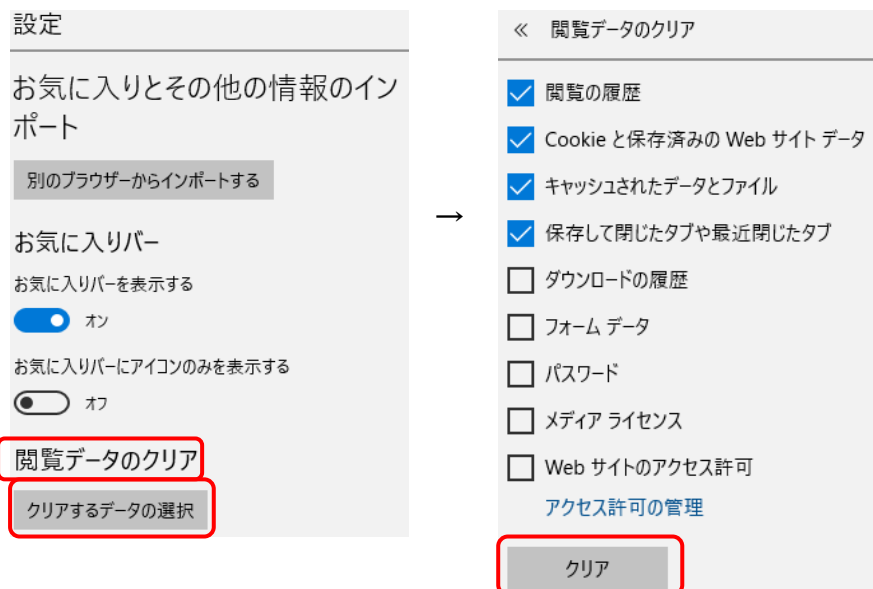 設定
お気に入りとその他の情報のイン
ポート
別のブラウザーからインポートする
お気に入りバー
お気に入りバーを表示する
オン
お気に入りバーにアイコンのみを表示する
オフ
閲覧データのクリア
クリアするデータの選択
→
« 閲覧データのクリア
閲覧の履歴
Cookie と保存済みの Web サイト データ
キャッシュされたデータとファイル
保存して閉じたタブや最近閉じたタブ
ダウンロードの履歴
フォーム データ
パスワード
メディア ライセンス
Web サイトのアクセス許可
アクセス許可の管理
クリア